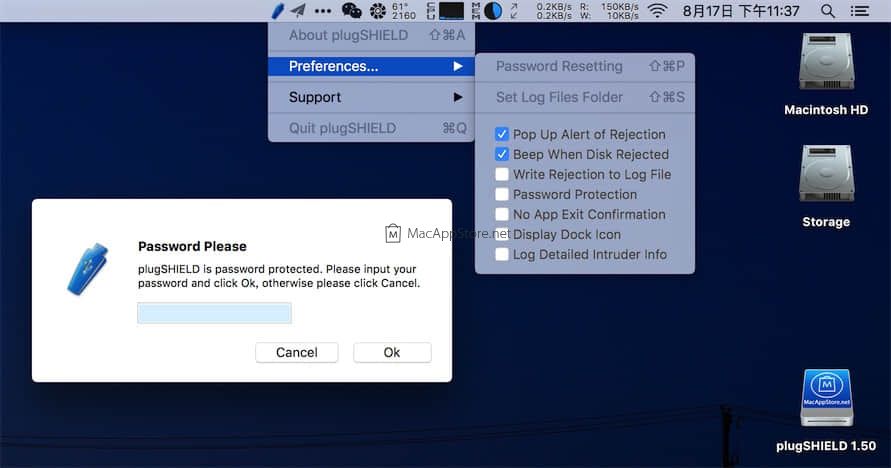 61°
2160
CPU
MEM
0.2KB/s
0.2KB/s
R: 150KB/s
W: 10KB/s
8月17日 下午11:37
About plugSHIELD ⇧⌘A
Preferences... ▶
Support ▶
Quit plugSHIELD ⌘Q
Password Resetting ⇧⌘P
Set Log Files Folder ⇧⌘S
Pop Up Alert of Rejection
Beep When Disk Rejected
Write Rejection to Log File
Password Protection
No App Exit Confirmation
Display Dock Icon
Log Detailed Intruder Info
Macintosh HD
Storage
MacAppStore.net
Password Please
plugSHIELD is password protected. Please input your
password and click Ok, otherwise please click Cancel.
Cancel
Ok
MacAppStore.net
plugSHIELD 1.50